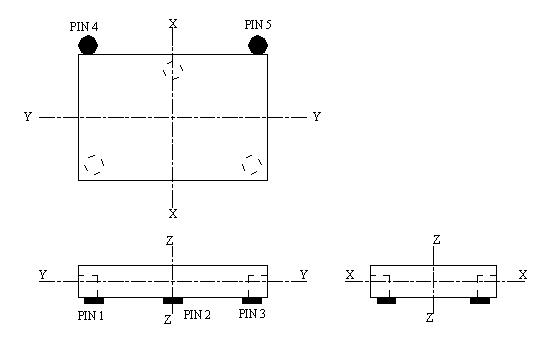 PIN 4 X PIN 5
Y Y
X
Z Z
Y Y X X
PIN 1 Z PIN 2 PIN 3 Z